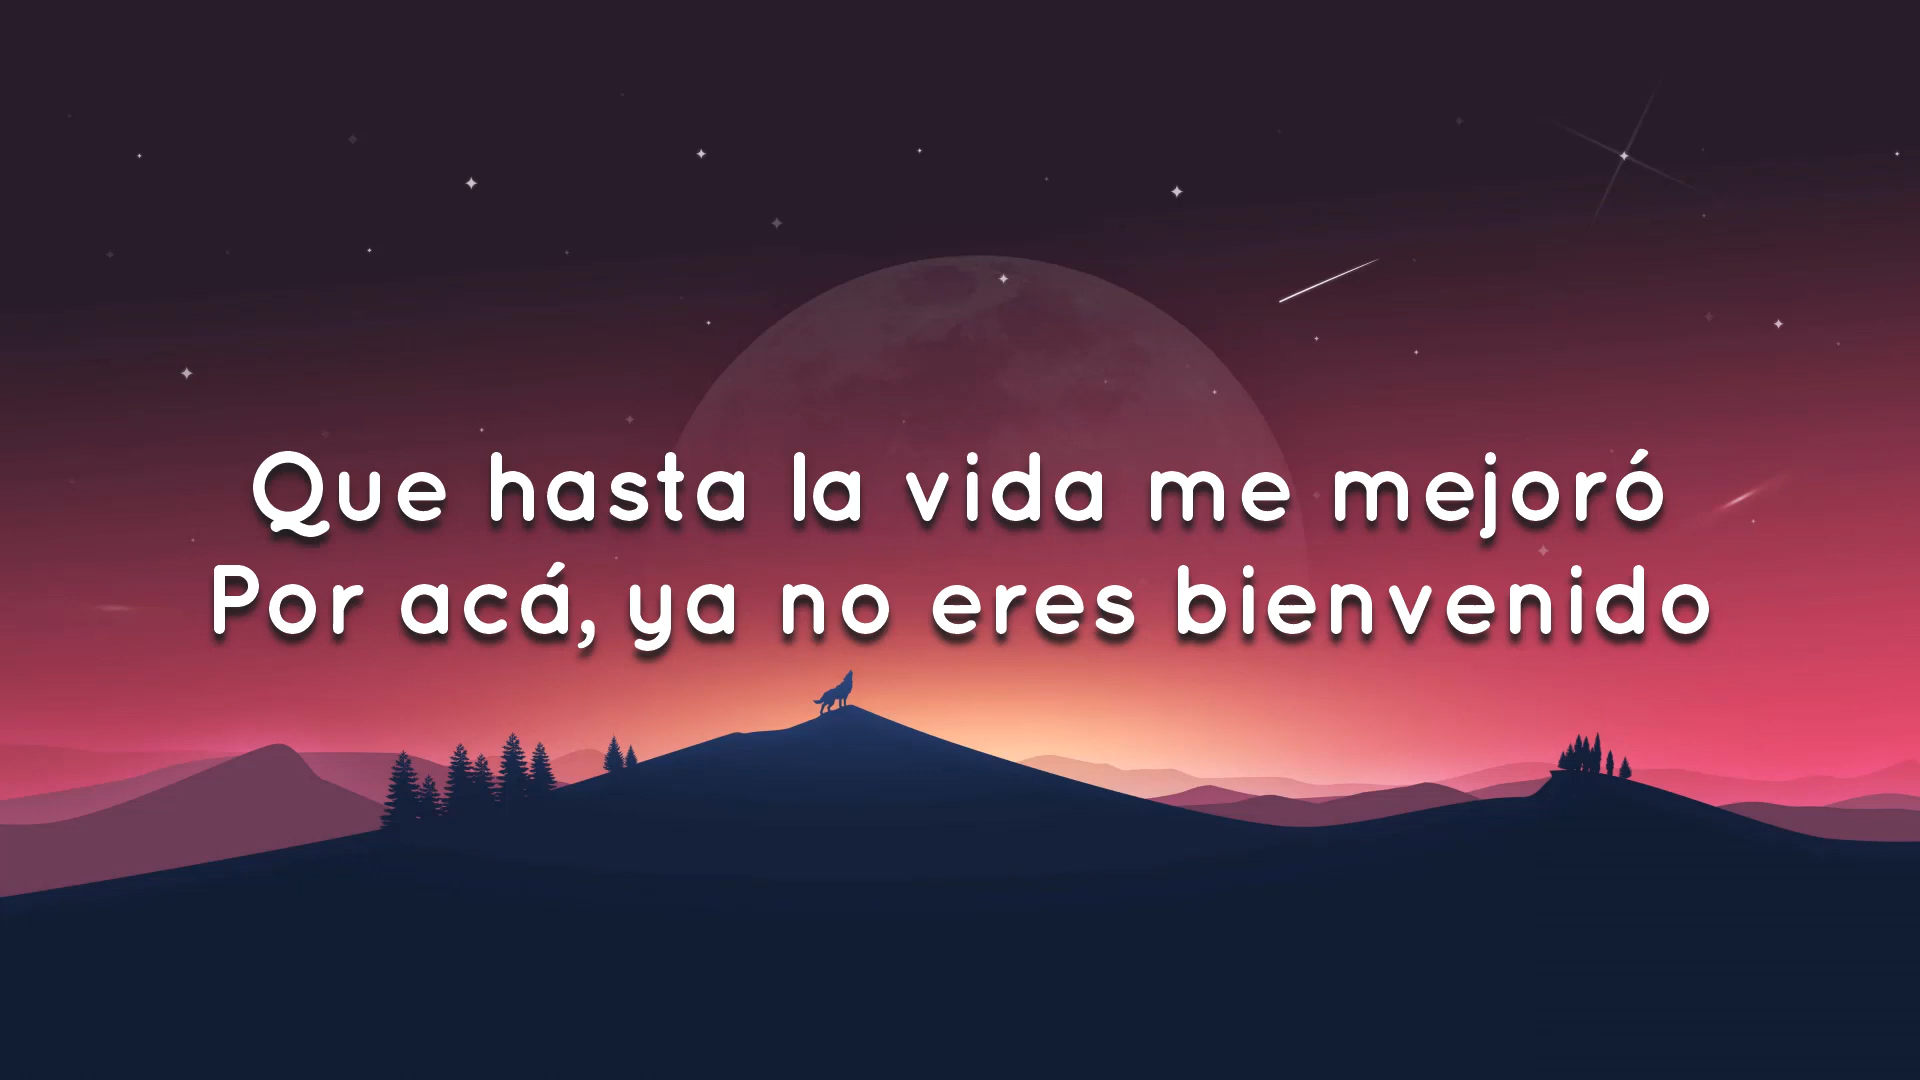 Que hasta la vida me mejoró
Por acá, ya no eres bienvenido